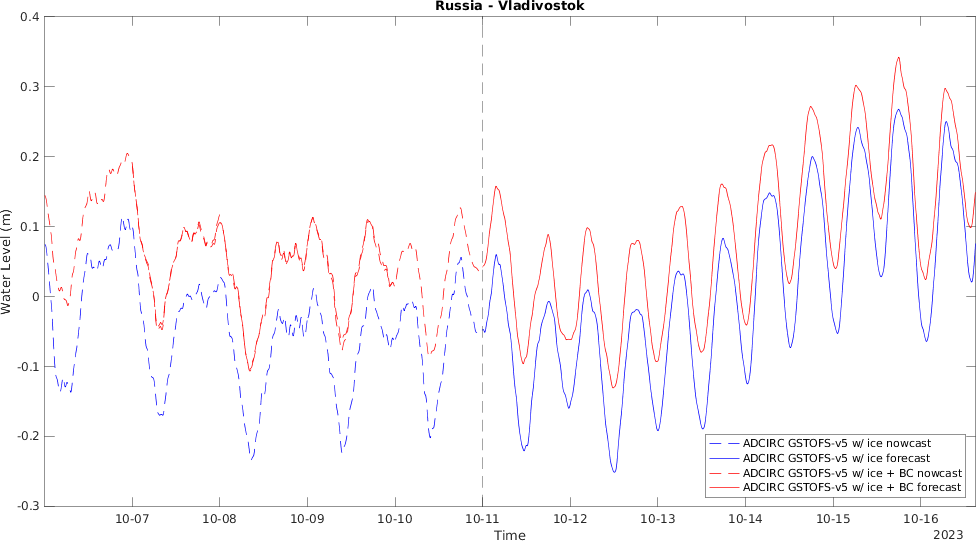 Russia - Vladivostok
Water Level (m)
0.4
0.3
0.2
0.1
0
-0.1
-0.2
-0.3
10-07
10-08
10-09
10-10
10-11
10-12
10-13
10-14
10-15
10-16
Time
2023
ADCIRC GSTOFS-v5 w/ ice nowcast
ADCIRC GSTOFS-v5 w/ ice forecast
ADCIRC GSTOFS-v5 w/ ice + BC nowcast
ADCIRC GSTOFS-v5 w/ ice + BC forecast